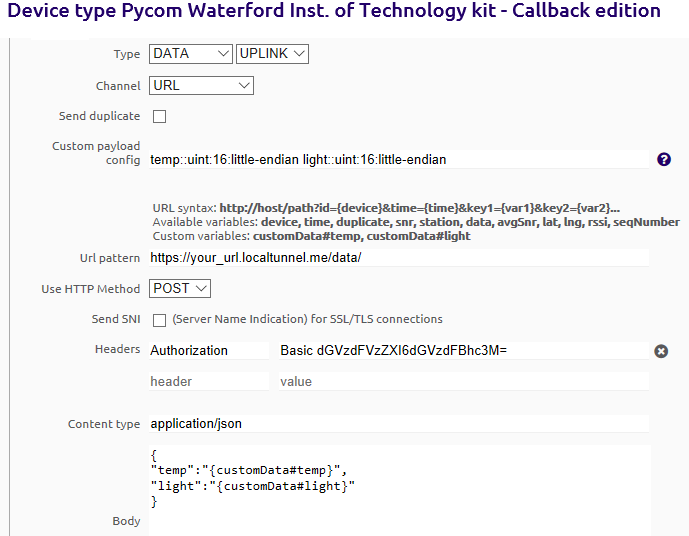 Device type Pycom Waterford Inst. of Technology kit - Callback edition
Type DATA UPLINK
Channel URL
Send duplicate
Custom payload
config temp::uint:16:little-endian light::uint:16:little-endian ?
URL syntax: http://host/path?id={device}&time={time}&key1={var1}&key2={var2}...
Available variables: device, time, duplicate, snr, station, data, avgSnr, lat, lng, rssi, seqNumber
Custom variables: customData#temp, customData#light
Url pattern https://your_url.localtunnel.me/data/
Use HTTP Method POST
Send SNI (Server Name Indication) for SSL/TLS connections
Headers Authorization Basic dGVzdFVzZXI6dGVzdFBhc3M=
header value
Content type application/json
{
"temp":"{customData#temp}",
"light":"{customData#light}"
}
Body